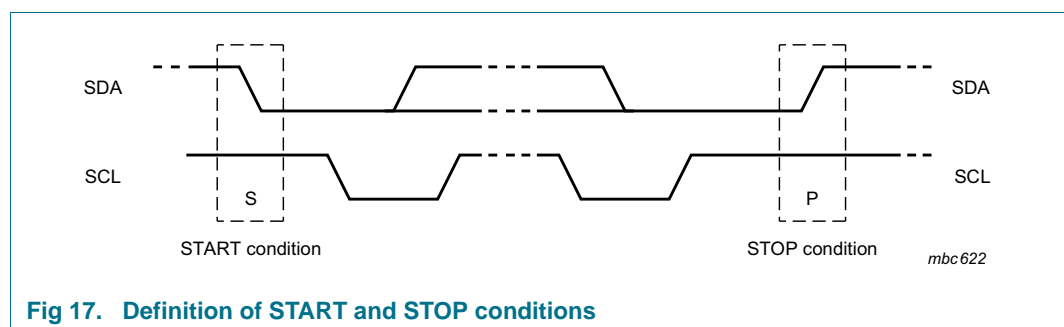 SDA
SDA
SCL
SCL
S
P
START condition
STOP condition
mbc622
Fig 17. Definition of START and STOP conditions